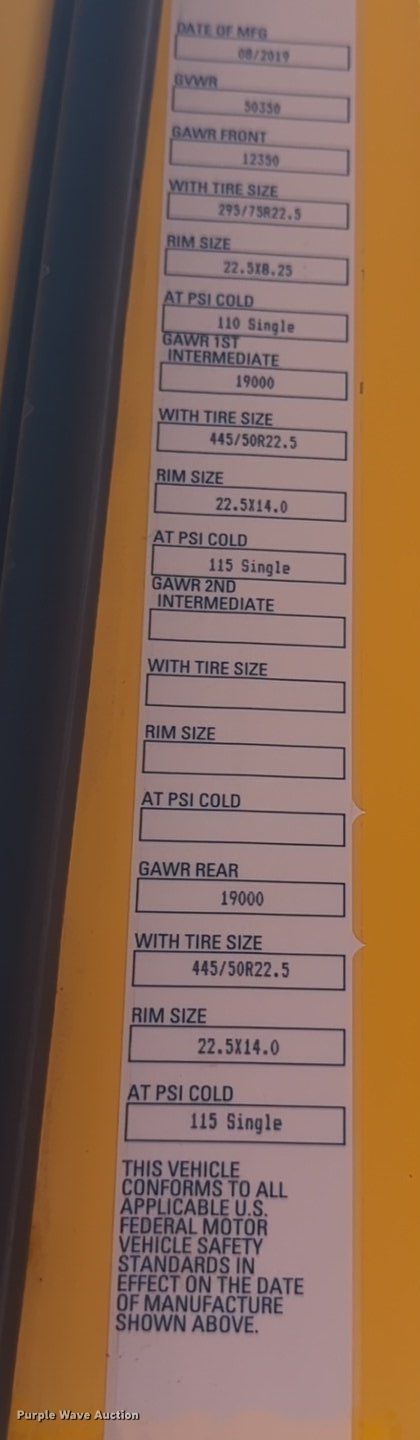 DATE OF MFG
08/2019
GVWR
50350
GAWR FRONT
12350
WITH TIRE SIZE
295/75R22.5
RIM SIZE
22.5X8.25
AT PSI COLD
110 Single
GAWR 1ST
INTERMEDIATE
19000
WITH TIRE SIZE
445/50R22.5
RIM SIZE
22.5X14.0
AT PSI COLD
115 Single
GAWR 2ND
INTERMEDIATE
WITH TIRE SIZE
RIM SIZE
AT PSI COLD
GAWR REAR
19000
WITH TIRE SIZE
445/50R22.5
RIM SIZE
22.5X14.0
AT PSI COLD
115 Single
THIS VEHICLE
CONFORMS TO ALL
APPLICABLE U.S.
FEDERAL MOTOR
VEHICLE SAFETY
STANDARDS IN
EFFECT ON THE DATE
OF MANUFACTURE
SHOWN ABOVE.
Purple Wave Auction